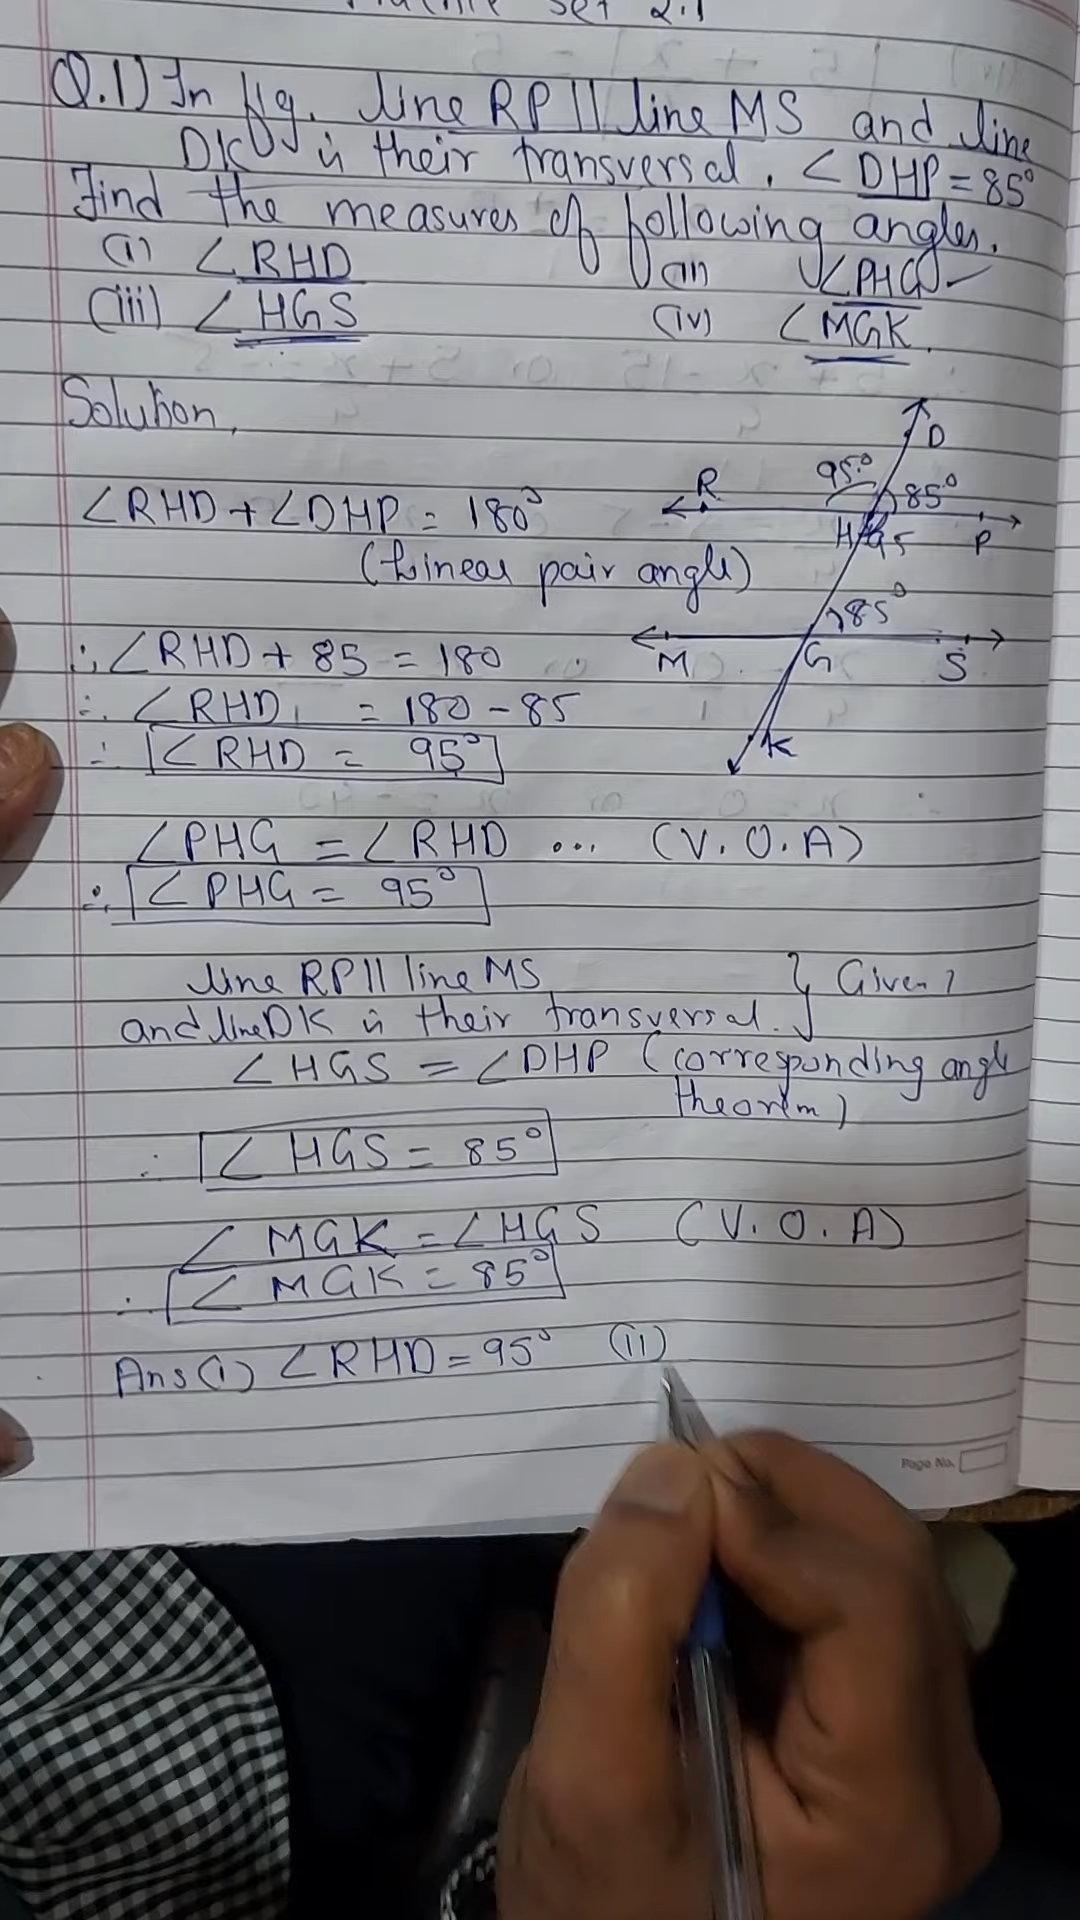 Set 2.1
Q.1) In fig. line RP || line MS and line
DK is their transversal. ∠DHP = 85°
Find the measures of following angles.
(i) ∠RHD (ii) ∠PHG
(iii) ∠HGS (iv) ∠MGK.
Solution,
D
95° 85°
R H P
85°
M G S
K
∠RHD + ∠DHP = 180°
(Linear pair angle)
∴ ∠RHD + 85 = 180
∴ ∠RHD = 180 - 85
∴ ∠RHD = 95°
∠PHG = ∠RHD ... (V.O.A)
∴ ∠PHG = 95°
line RP || line MS } Given
and line DK is their transversal.
∠HGS = ∠DHP (corresponding angle
theorem)
∴ ∠HGS = 85°
∠MGK = ∠HGS (V.O.A)
∴ ∠MGK = 85°
Ans (i) ∠RHD = 95° (ii)
Page No.